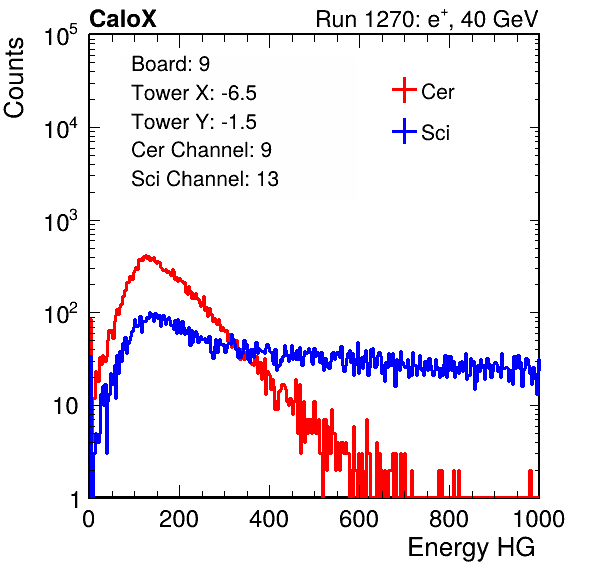 CaloX Run 1270: e⁺, 40 GeV
Counts
Board: 9
Tower X: -6.5
Tower Y: -1.5
Cer Channel: 9
Sci Channel: 13
Cer
Sci
10⁵
10⁴
10³
10²
10
1
0 200 400 600 800 1000
Energy HG